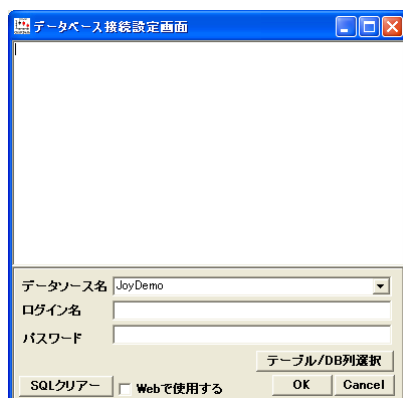 データベース接続設定画面
データソース名 JoyDemo
ログイン名
パスワード
テーブル/DB列選択
SQLクリアー Webで使用する OK Cancel